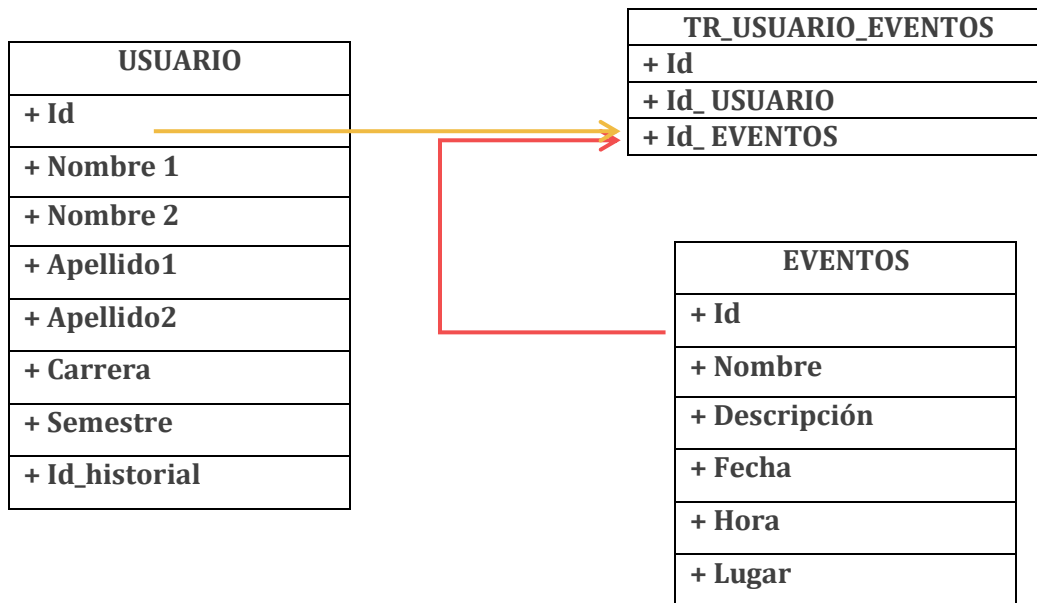 USUARIO
+ Id
+ Nombre 1
+ Nombre 2
+ Apellido1
+ Apellido2
+ Carrera
+ Semestre
+ Id_historial
TR_USUARIO_EVENTOS
+ Id
+ Id_ USUARIO
+ Id_ EVENTOS
EVENTOS
+ Id
+ Nombre
+ Descripción
+ Fecha
+ Hora
+ Lugar